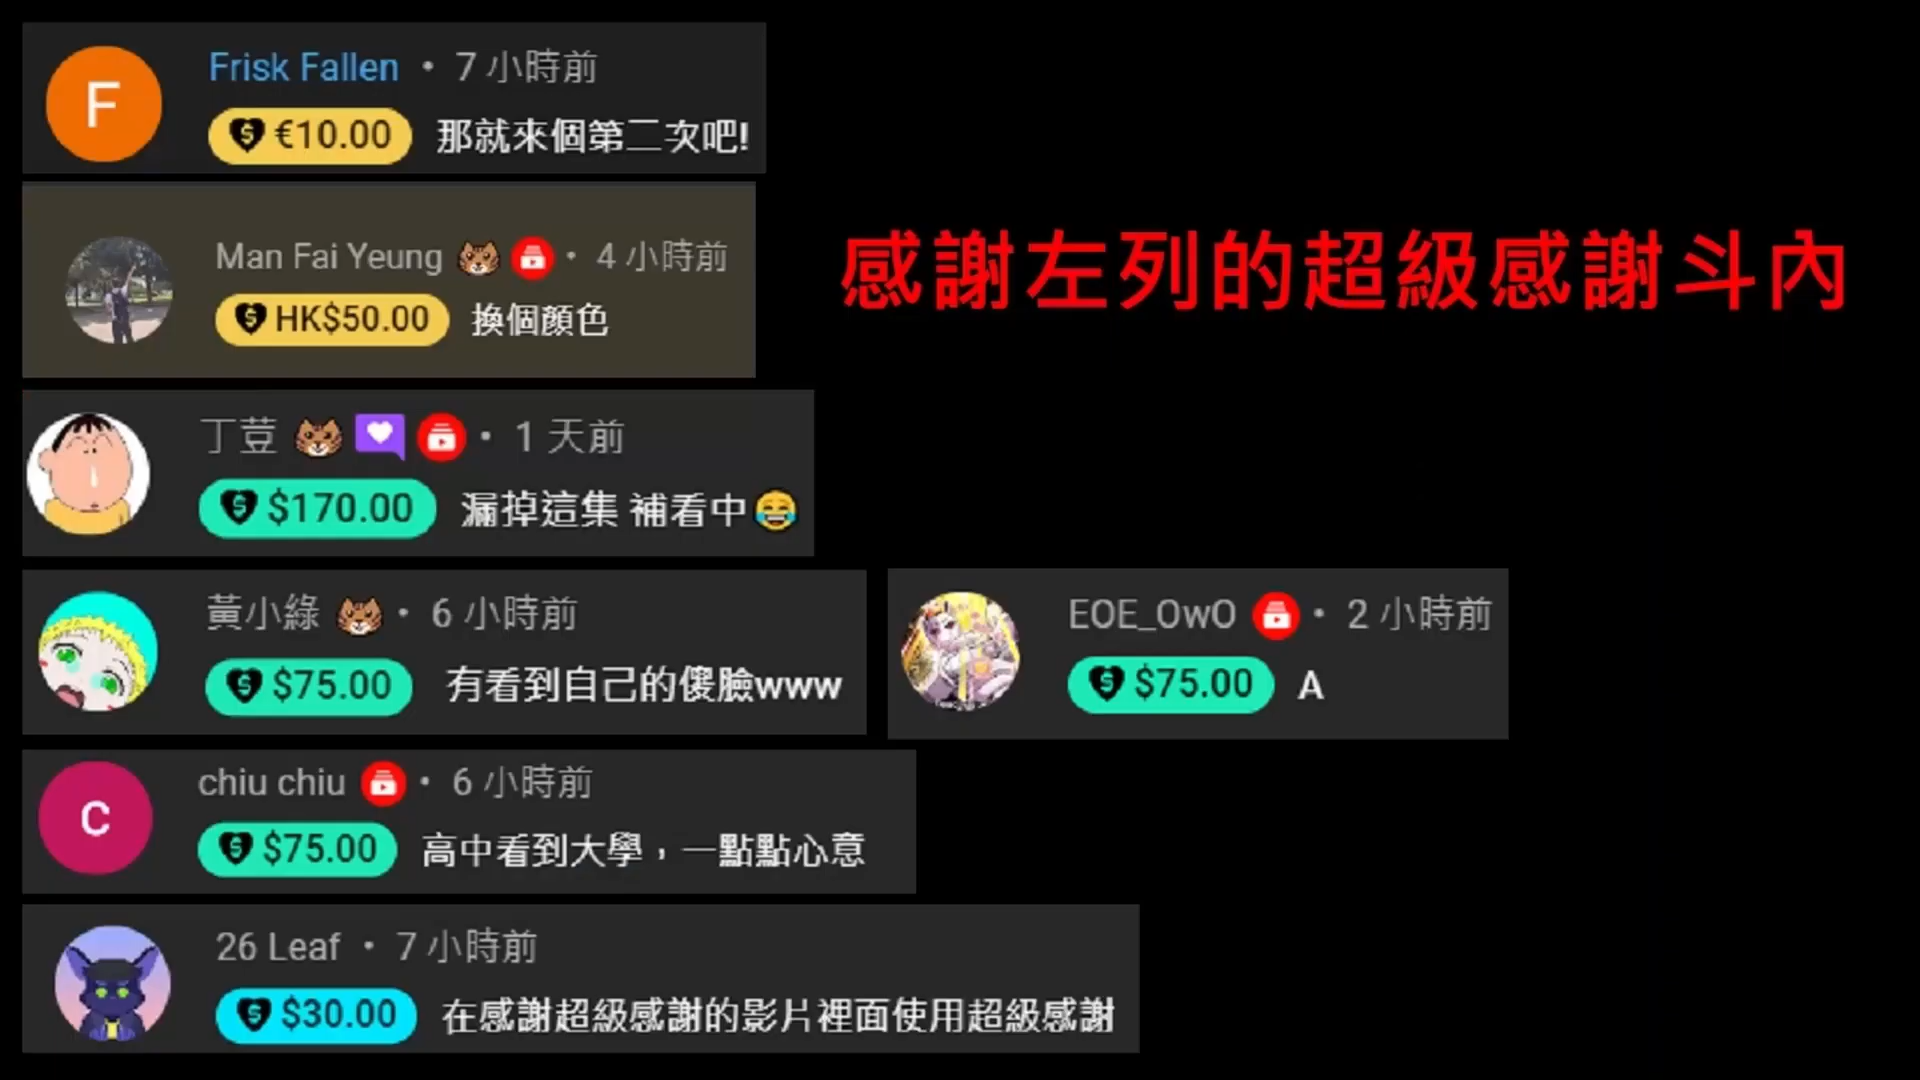 F
Frisk Fallen • 7 小時前
€10.00 那就來個第二次吧!
Man Fai Yeung • 4 小時前
HK$50.00 換個顏色
感謝左列的超級感謝斗內
丁荳 • 1 天前
$170.00 漏掉這集 補看中
黃小綠 • 6 小時前
$75.00 有看到自己的傻臉www
EOE_OwO • 2 小時前
$75.00 A
c
chiu chiu • 6 小時前
$75.00 高中看到大學，一點點心意
26 Leaf • 7 小時前
$30.00 在感謝超級感謝的影片裡面使用超級感謝